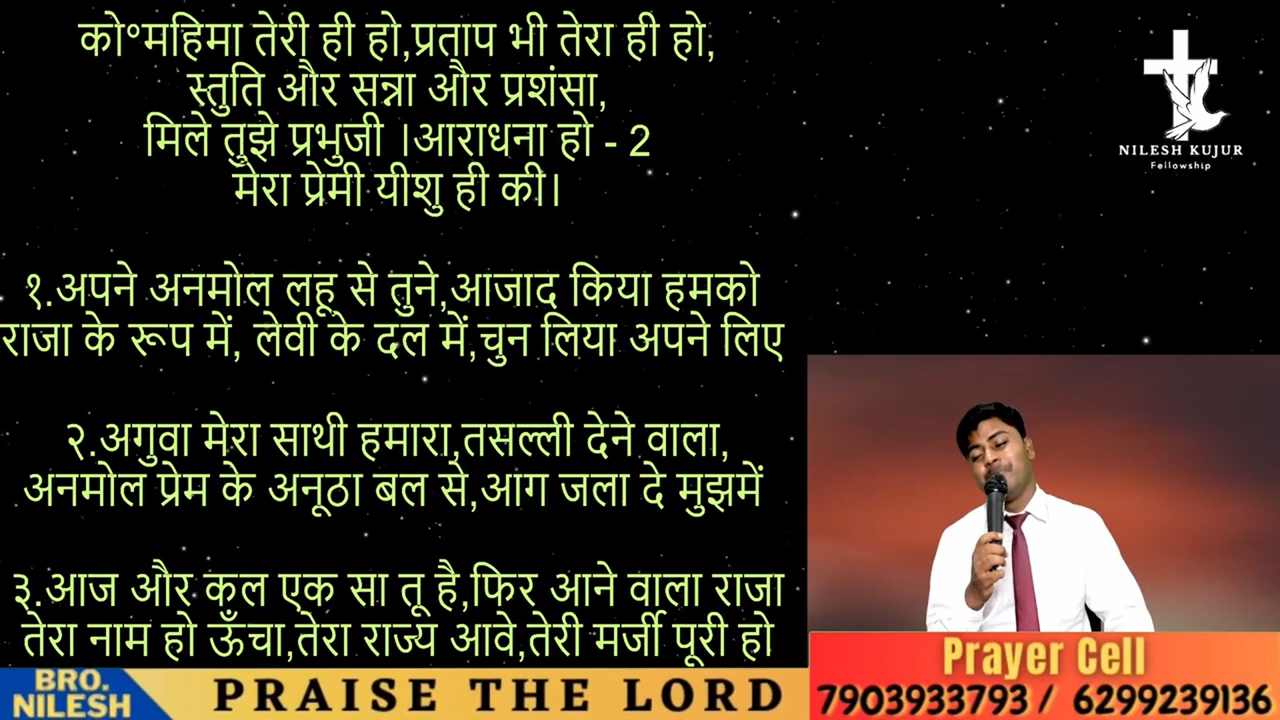 को°महिमा तेरी ही हो,प्रताप भी तेरा ही हो,
स्तुति और सन्ना और प्रशंसा,
मिले तुझे प्रभुजी ।आराधना हो - 2
मेरा प्रेमी यीशु ही की।
१.अपने अनमोल लहू से तुने,आजाद किया हमको
राजा के रूप में, लेवी के दल में,चुन लिया अपने लिए
२.अगुवा मेरा साथी हमारा,तसल्ली देने वाला,
अनमोल प्रेम के अनूठा बल से,आग जला दे मुझमें
३.आज और कल एक सा तू है,फिर आने वाला राजा
तेरा नाम हो ऊँचा,तेरा राज्य आवे,तेरी मर्जी पूरी हो
NILESH KUJUR
Fellowship
Prayer Cell
7903933793 / 6299239136
BRO.
NILESH
PRAISE THE LORD